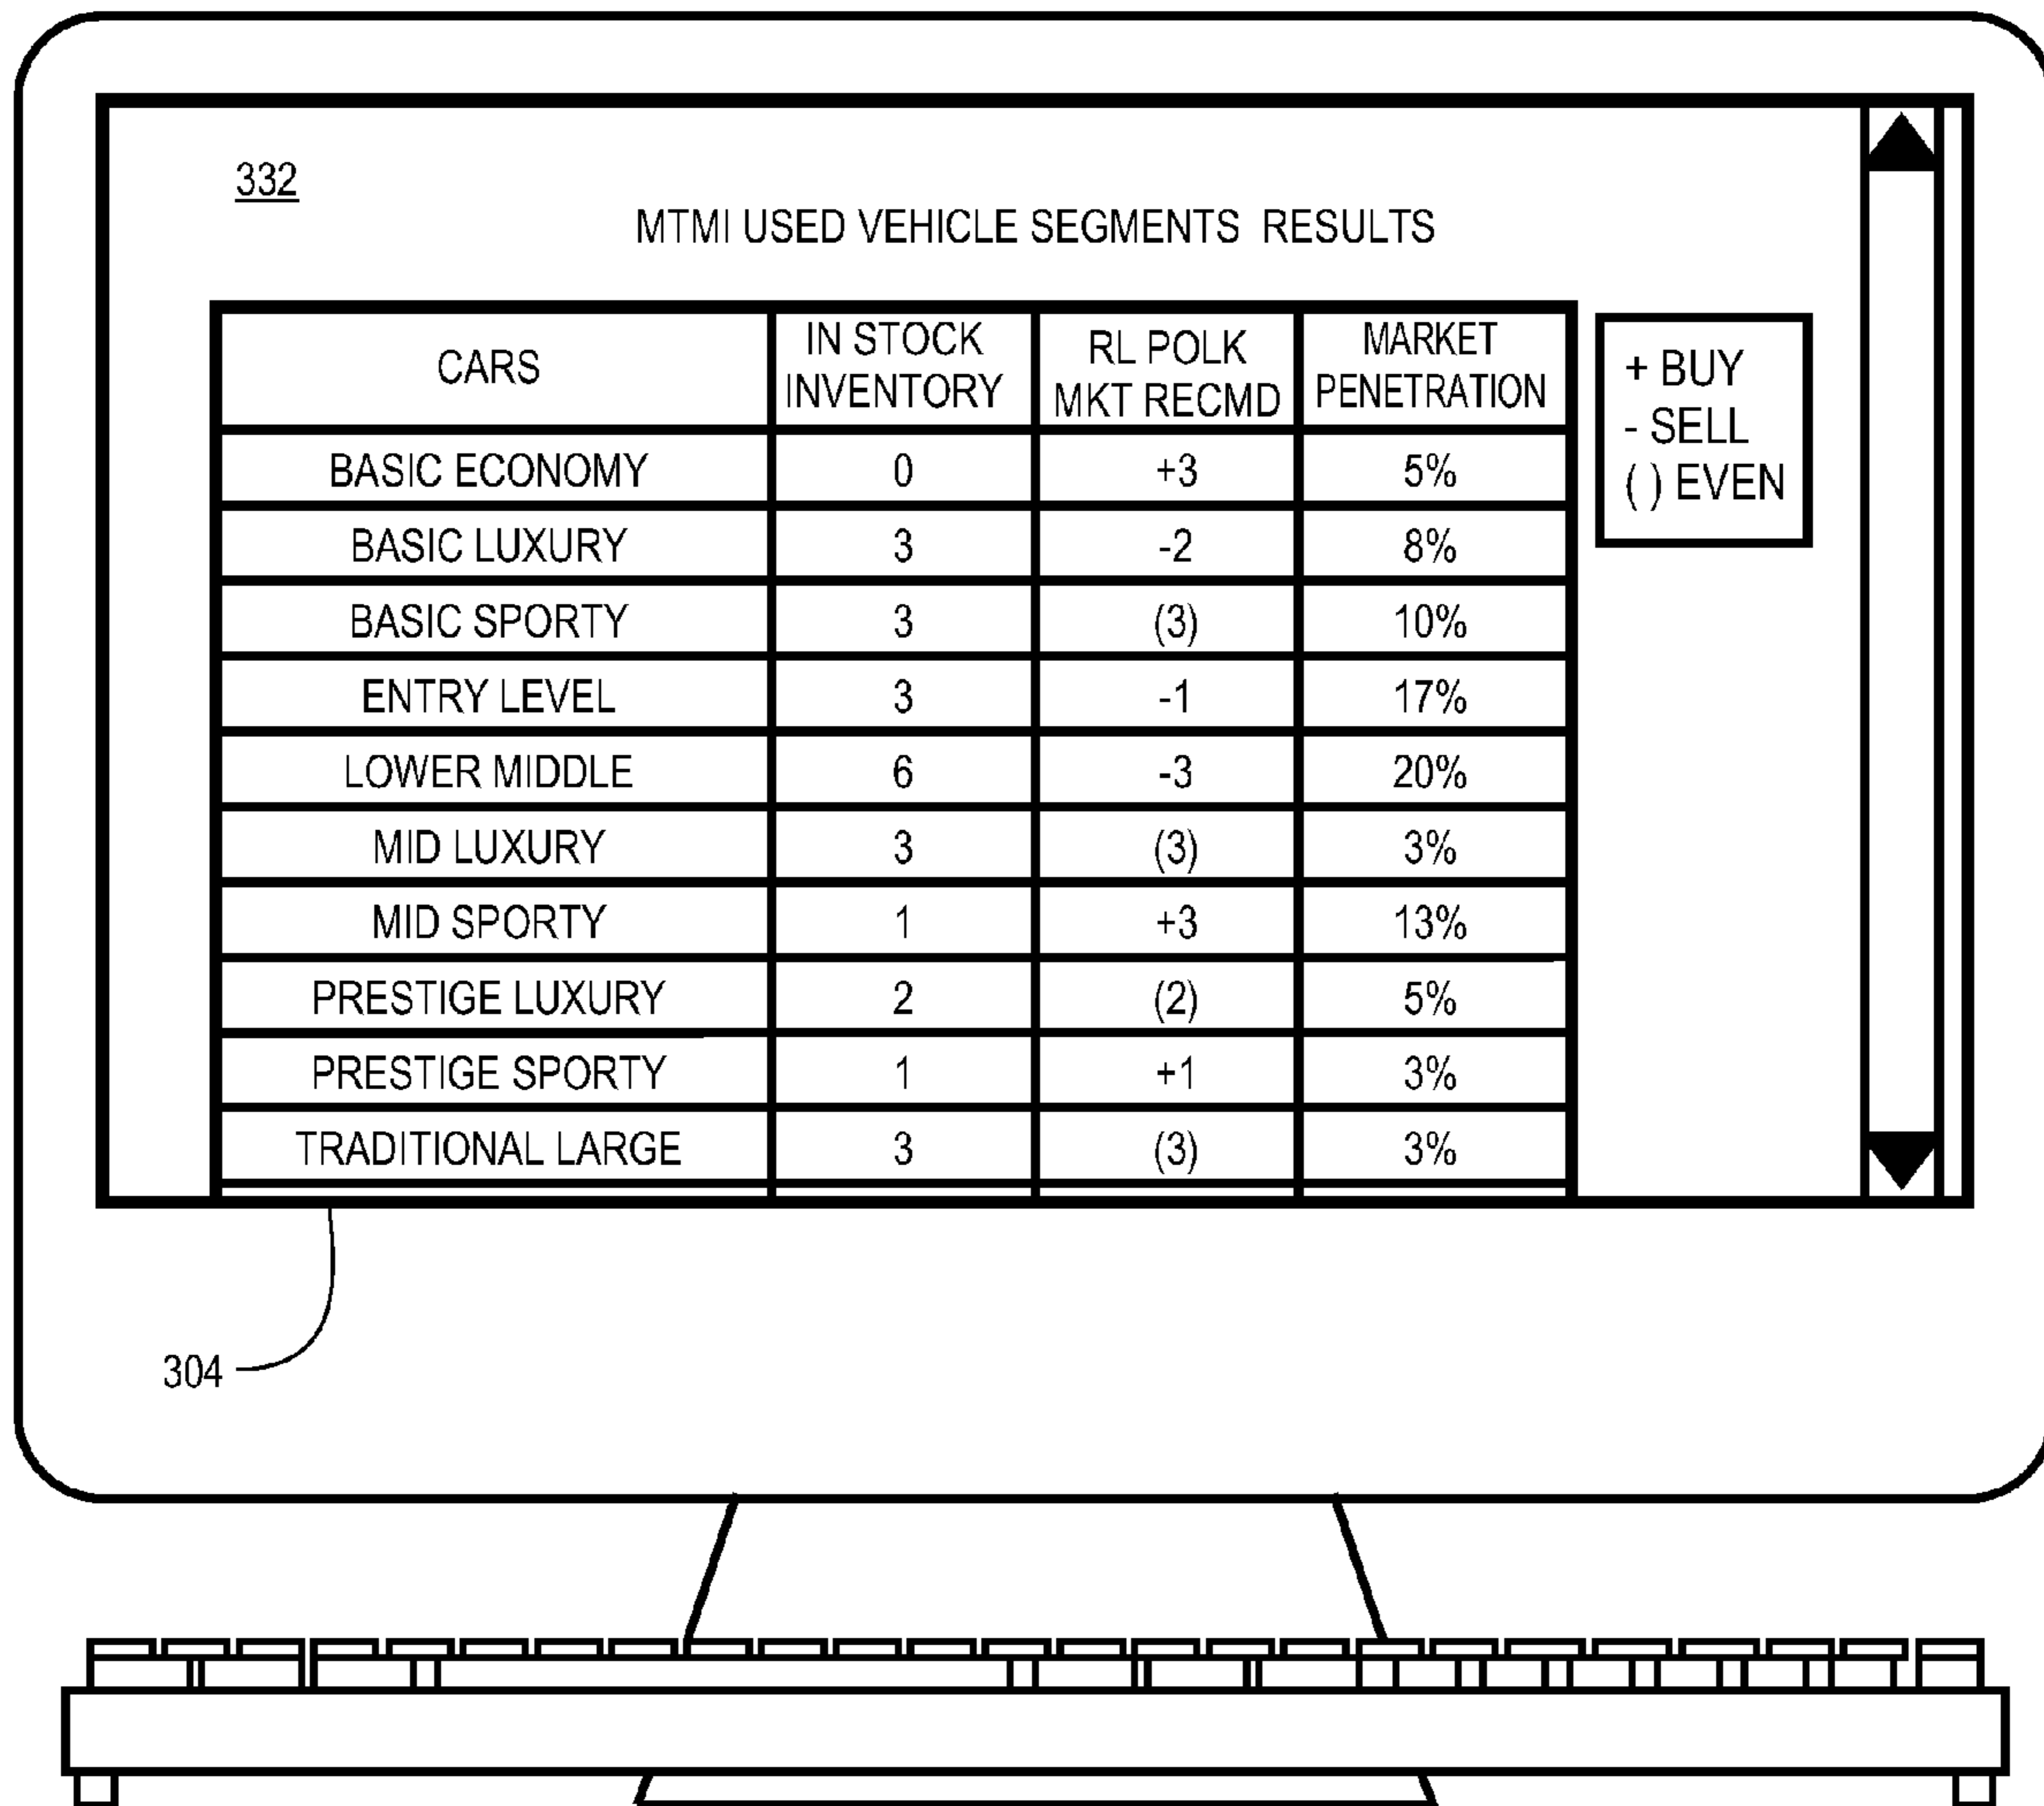 332
MTMI USED VEHICLE SEGMENTS RESULTS
CARS
IN STOCK
INVENTORY
RL POLK
MKT RECMD
MARKET
PENETRATION
+ BUY
- SELL
( ) EVEN
BASIC ECONOMY 0 +3 5%
BASIC LUXURY 3 -2 8%
BASIC SPORTY 3 (3) 10%
ENTRY LEVEL 3 -1 17%
LOWER MIDDLE 6 -3 20%
MID LUXURY 3 (3) 3%
MID SPORTY 1 +3 13%
PRESTIGE LUXURY 2 (2) 5%
PRESTIGE SPORTY 1 +1 3%
TRADITIONAL LARGE 3 (3) 3%
304